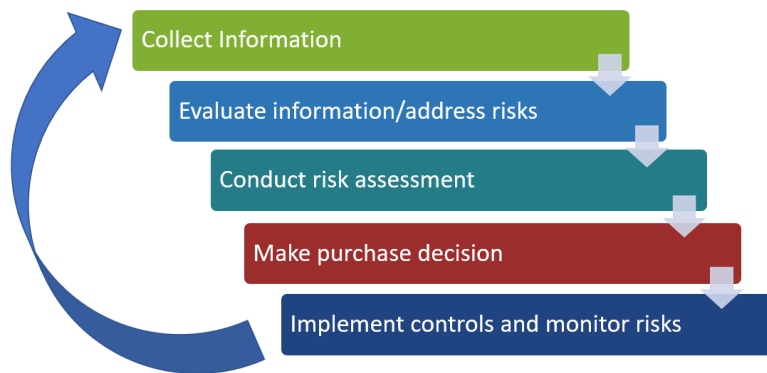 Collect Information
Evaluate information/address risks
Conduct risk assessment
Make purchase decision
Implement controls and monitor risks